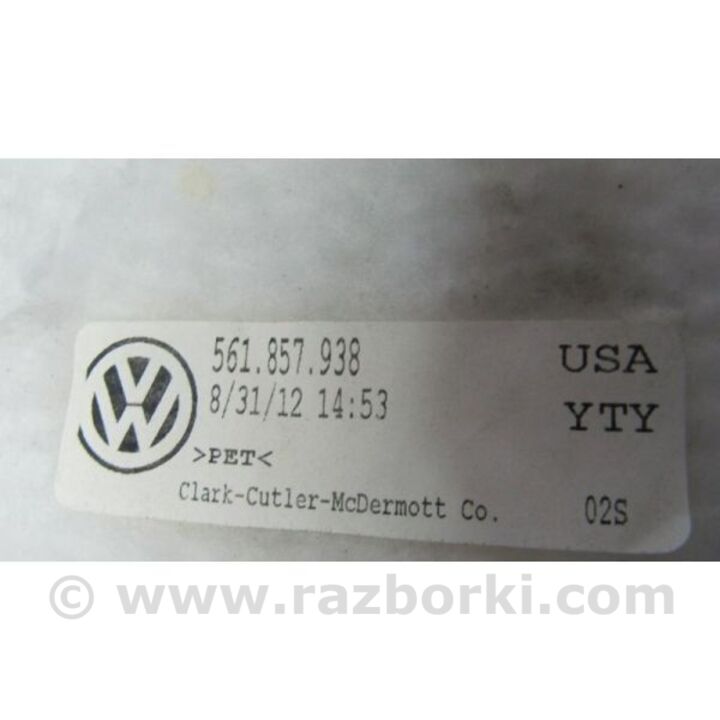 561.857.938 USA
8/31/12 14:53 YTY
>PET<
Clark-Cutler-McDermott Co. 02S
© www.razborki.com